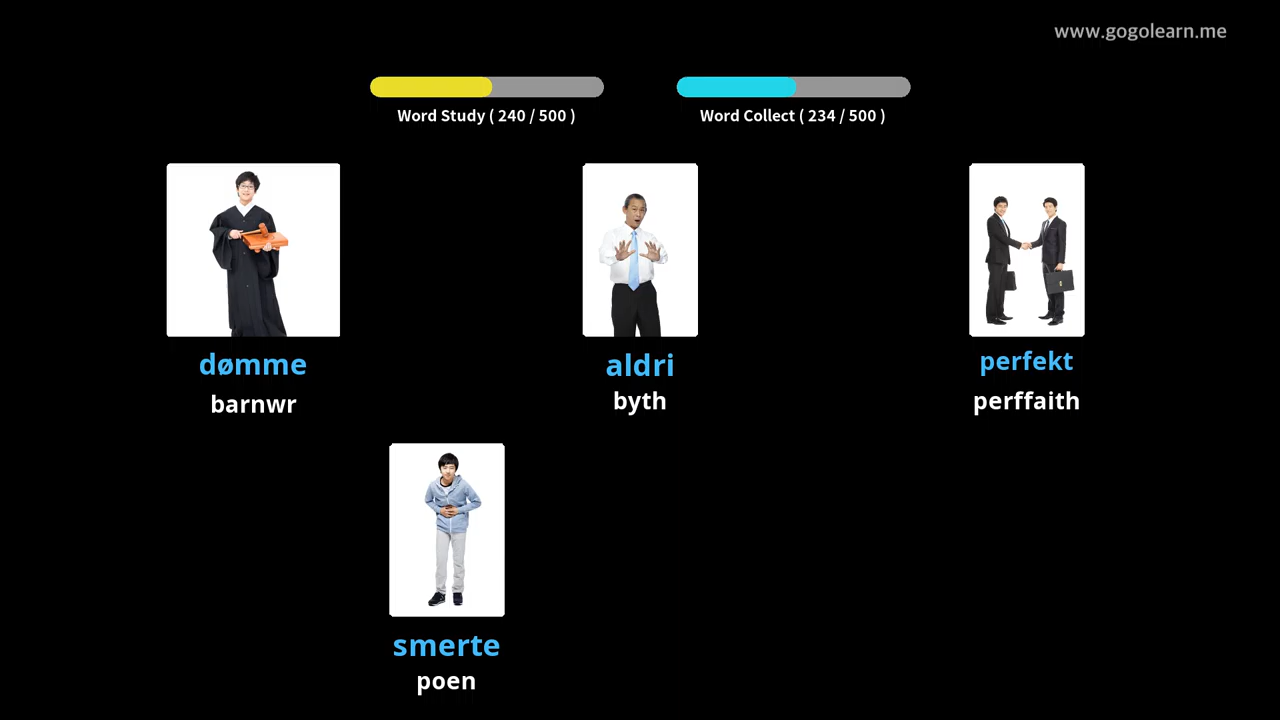 www.gogolearn.me
Word Study ( 240 / 500 )
Word Collect ( 234 / 500 )
dømme
barnwr
aldri
byth
perfekt
perffaith
smerte
poen